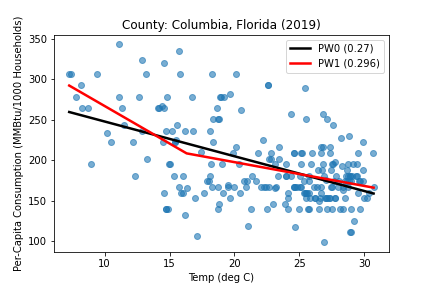 County: Columbia, Florida (2019)
Per-Capita Consumption (MMBtu/1000 Households)
350
300
250
200
150
100
PW0 (0.27)
PW1 (0.296)
10 15 20 25 30
Temp (deg C)